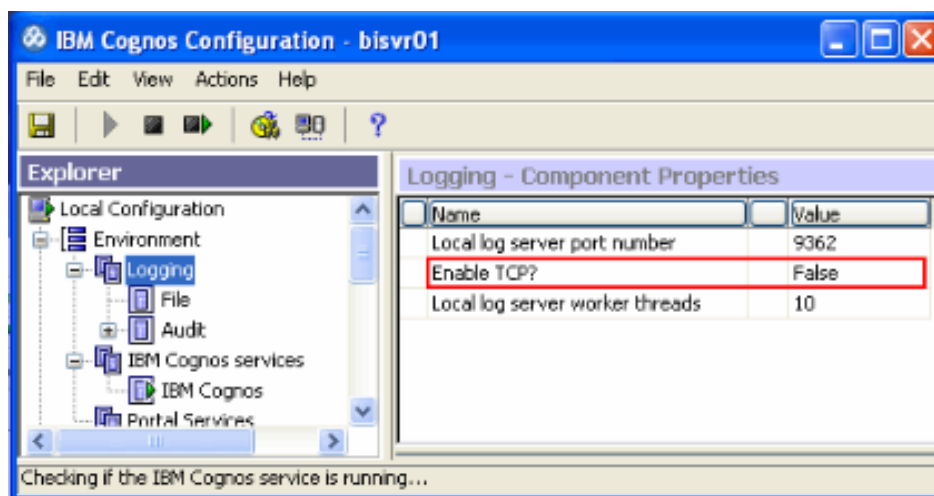 IBM Cognos Configuration - bisvr01
File Edit View Actions Help
Explorer
Local Configuration
Environment
Logging
File
Audit
IBM Cognos services
IBM Cognos
Portal Services
Logging - Component Properties
Name Value
Local log server port number 9362
Enable TCP? False
Local log server worker threads 10
Checking if the IBM Cognos service is running...